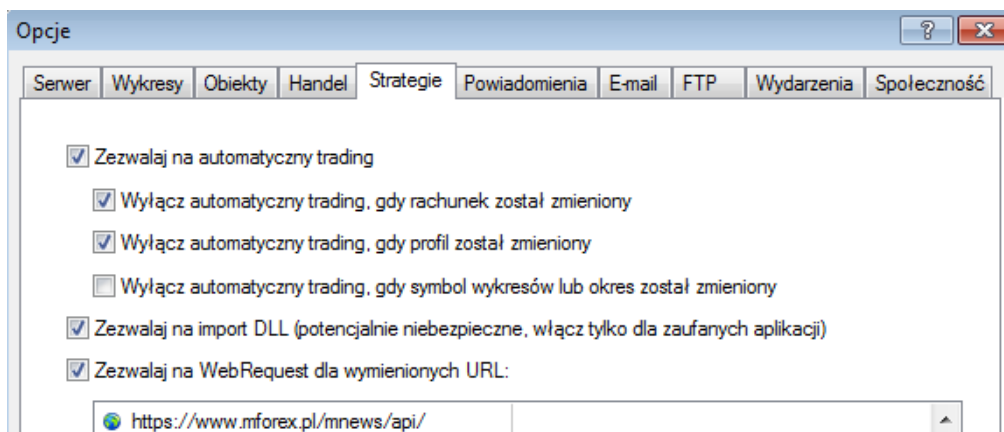 Opcje
Serwer Wykresy Obiekty Handel Strategie Powiadomienia E-mail FTP Wydarzenia Społeczność
Zezwalaj na automatyczny trading
Wyłącz automatyczny trading, gdy rachunek został zmieniony
Wyłącz automatyczny trading, gdy profil został zmieniony
Wyłącz automatyczny trading, gdy symbol wykresów lub okres został zmieniony
Zezwalaj na import DLL (potencjalnie niebezpieczne, włącz tylko dla zaufanych aplikacji)
Zezwalaj na WebRequest dla wymienionych URL:
https://www.mforex.pl/mnews/api/